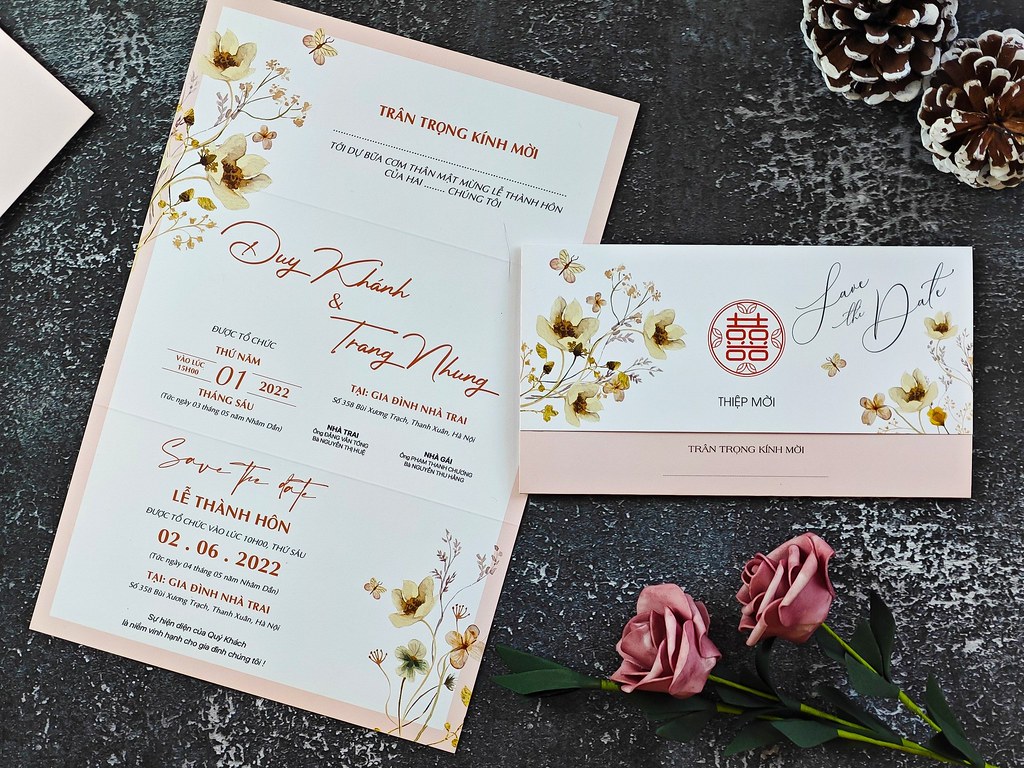 TRÂN TRỌNG KÍNH MỜI
TỚI DỰ BỮA CƠM THÂN MẬT MỪNG LỄ THÀNH HÔN
CỦA HAI ........ CHÚNG TÔI
Duy Khánh
&
Trang Nhung
ĐƯỢC TỔ CHỨC
THỨ NĂM
VÀO LÚC
15H00
01
2022
THÁNG SÁU
(Tức ngày 03 tháng 05 năm Nhâm Dần)
TẠI: GIA ĐÌNH NHÀ TRAI
Số 358 Bùi Xương Trạch, Thanh Xuân, Hà Nội
NHÀ TRAI
Ông ĐẶNG VĂN TÒNG
Bà NGUYỄN THỊ HUỆ
NHÀ GÁI
Ông PHẠM THANH CHƯƠNG
Bà NGUYỄN THU HẰNG
Save the date
LỄ THÀNH HÔN
ĐƯỢC TỔ CHỨC VÀO LÚC 10H00, THỨ SÁU
02 . 06 . 2022
(Tức ngày 04 tháng 05 năm Nhâm Dần)
TẠI: GIA ĐÌNH NHÀ TRAI
Số 358 Bùi Xương Trạch, Thanh Xuân, Hà Nội
Sự hiện diện của Quý Khách
là niềm vinh hạnh cho gia đình chúng tôi !
Save
the Date
囍
THIỆP MỜI
TRÂN TRỌNG KÍNH MỜI